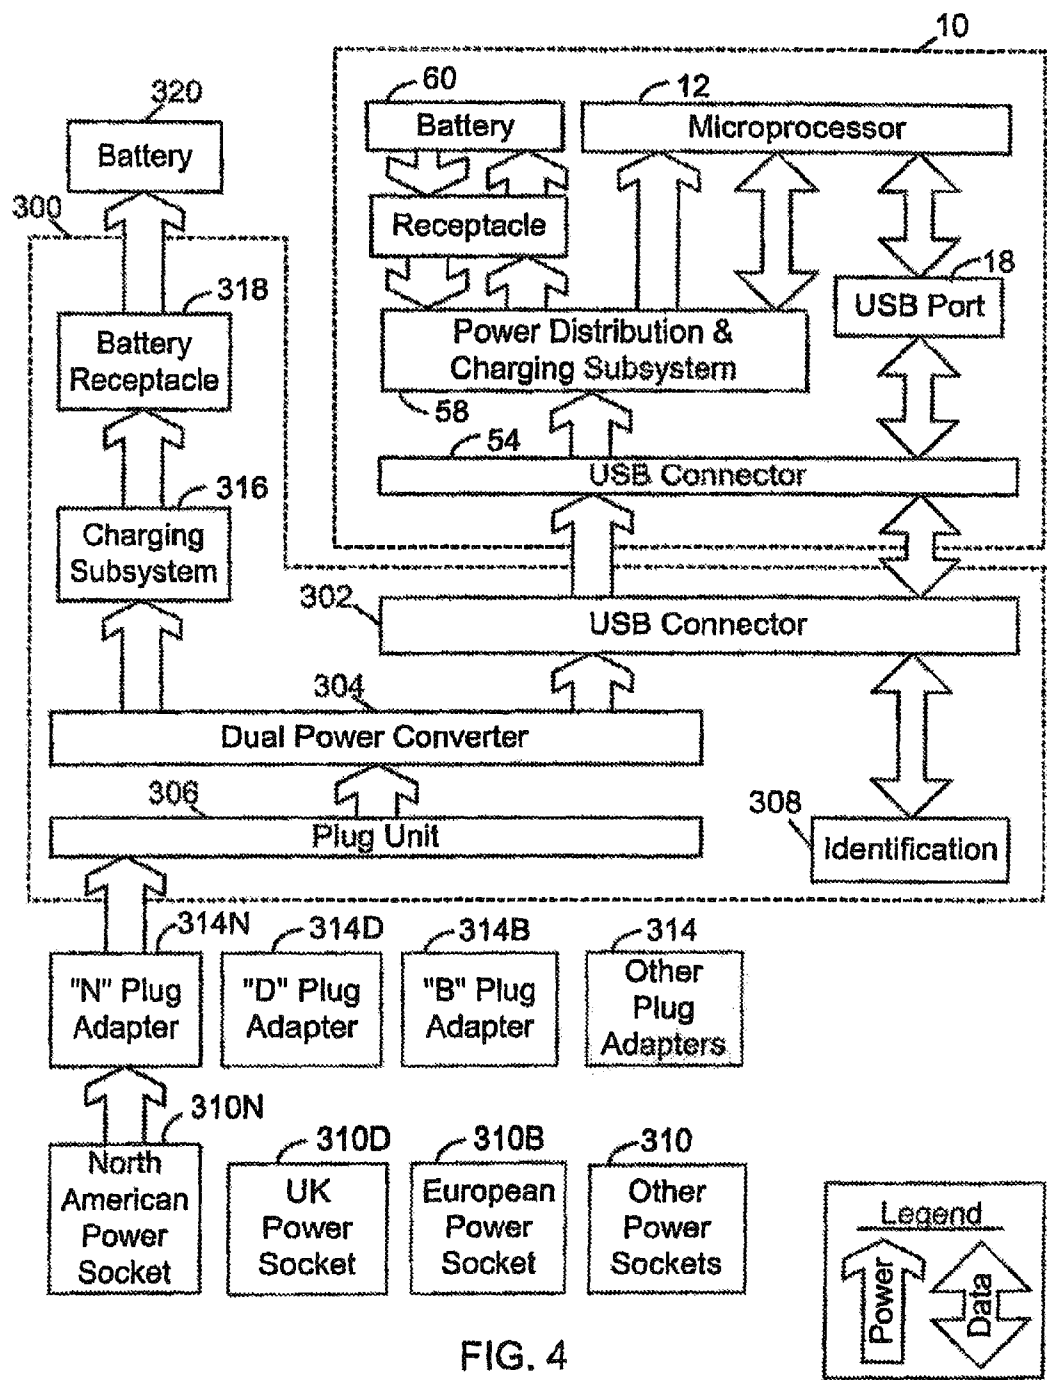 10
60
12
320
Battery
Microprocessor
Battery
300
Receptacle
18
318
USB Port
Battery
Receptacle
Power Distribution &
Charging Subsystem
58
54
USB Connector
316
Charging
Subsystem
302
USB Connector
304
Dual Power Converter
306
308
Plug Unit
Identification
314N
314D
314B
314
"N" Plug
Adapter
"D" Plug
Adapter
"B" Plug
Adapter
Other
Plug
Adapters
310N
310D
310B
310
North
American
Power
Socket
UK
Power
Socket
European
Power
Socket
Other
Power
Sockets
Legend
Power
Data
FIG. 4